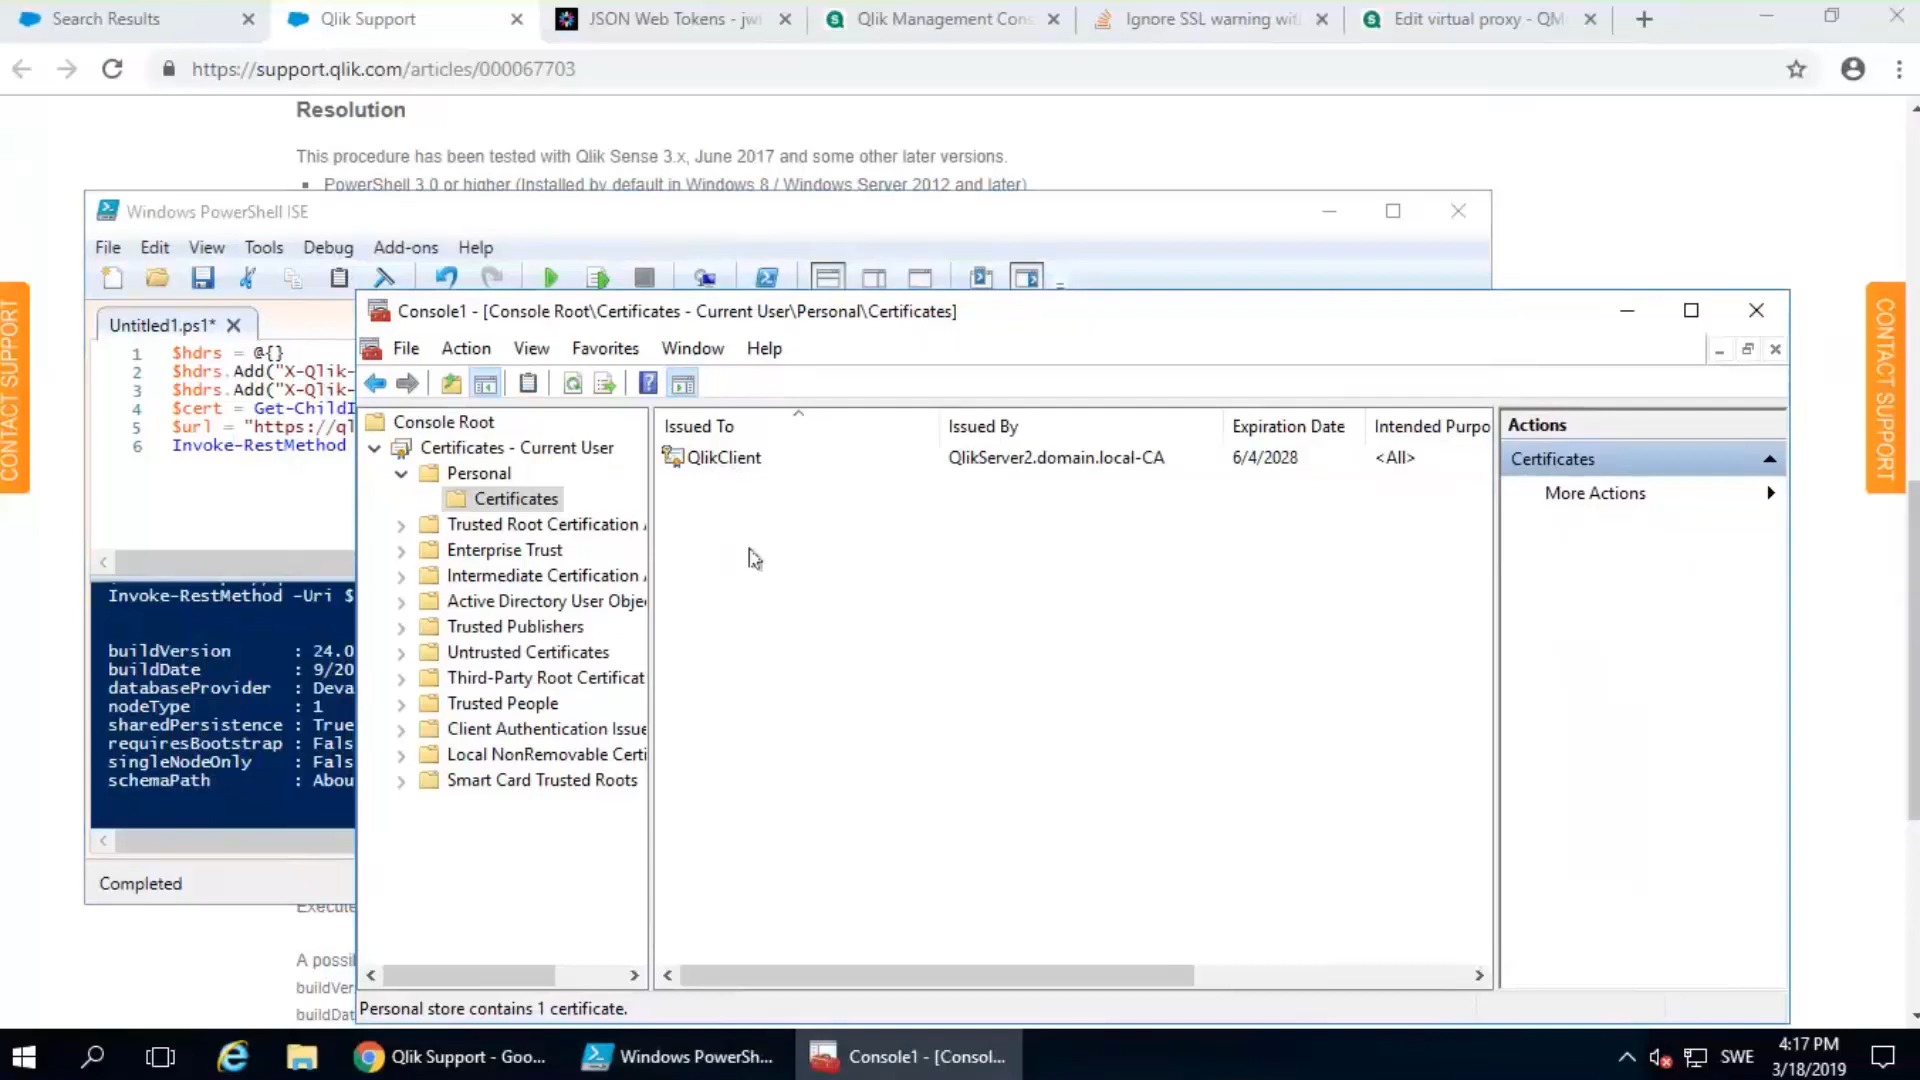 Search Results
Qlik Support
JSON Web Tokens - jw
Qlik Management Cons
Ignore SSL warning wit
Edit virtual proxy - QM
https://support.qlik.com/articles/000067703
Resolution
This procedure has been tested with Qlik Sense 3.x, June 2017 and some other later versions.
PowerShell 3.0 or higher (Installed by default in Windows 8 / Windows Server 2012 and later)
CONTACT SUPPORT
CONTACT SUPPORT
Windows PowerShell ISE
File Edit View Tools Debug Add-ons Help
Untitled1.ps1*
1 $hdrs = @{}
2 $hdrs.Add("X-Qlik-
3 $hdrs.Add("X-Qlik-
4 $cert = Get-ChildI
5 $url = "https://ql
6 Invoke-RestMethod
Invoke-RestMethod -Uri $
buildVersion : 24.0
buildDate : 9/20
databaseProvider : Deva
nodeType : 1
sharedPersistence : True
requiresBootstrap : Fals
singleNodeOnly : Fals
schemaPath : Abou
Completed
Execute
A possi
buildVer
buildDat
Console1 - [Console Root\Certificates - Current User\Personal\Certificates]
File Action View Favorites Window Help
Console Root
Certificates - Current User
Personal
Certificates
Trusted Root Certification
Enterprise Trust
Intermediate Certification
Active Directory User Obje
Trusted Publishers
Untrusted Certificates
Third-Party Root Certificat
Trusted People
Client Authentication Issue
Local NonRemovable Certi
Smart Card Trusted Roots
Issued To Issued By Expiration Date Intended Purpo
QlikClient QlikServer2.domain.local-CA 6/4/2028 <All>
Actions
Certificates
More Actions
Personal store contains 1 certificate.
Qlik Support - Goo...
Windows PowerSh...
Console1 - [Consol...
SWE
4:17 PM
3/18/2019